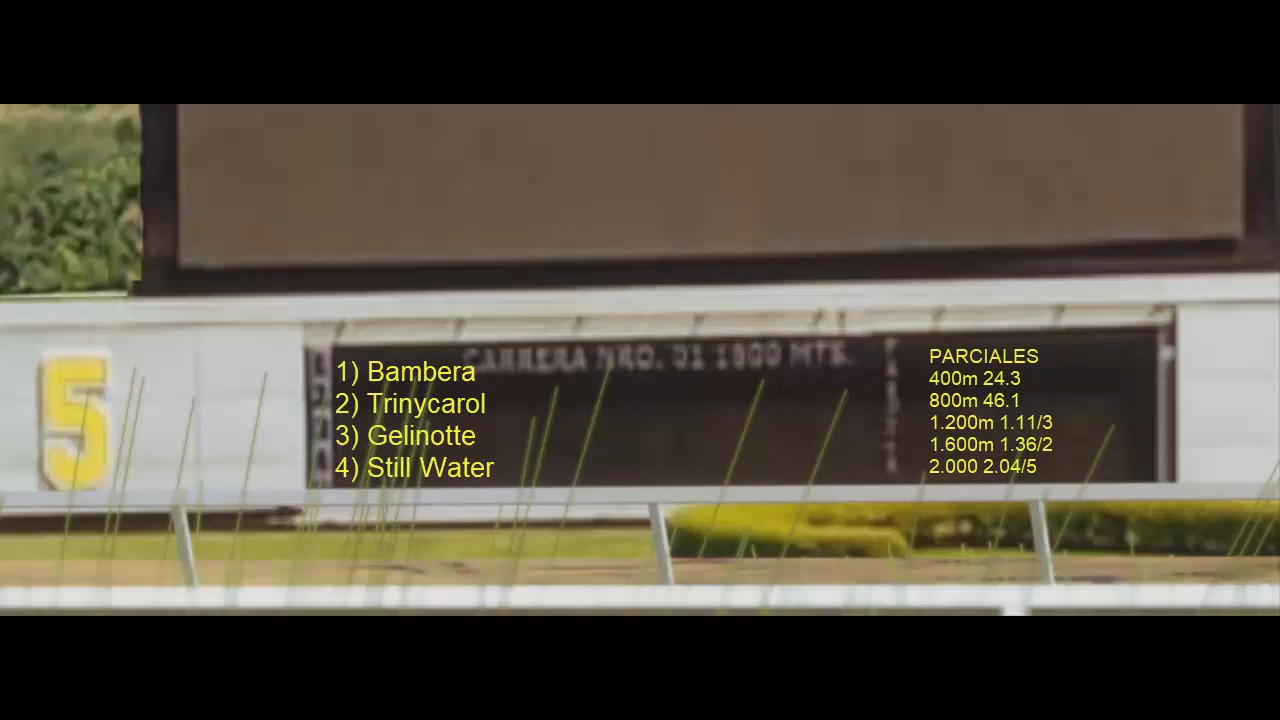 5
CARRERA NRO. 01 1800 MTS.
1) Bambera
2) Trinycarol
3) Gelinotte
4) Still Water
PARCIALES
400m 24.3
800m 46.1
1.200m 1.11/3
1.600m 1.36/2
2.000 2.04/5